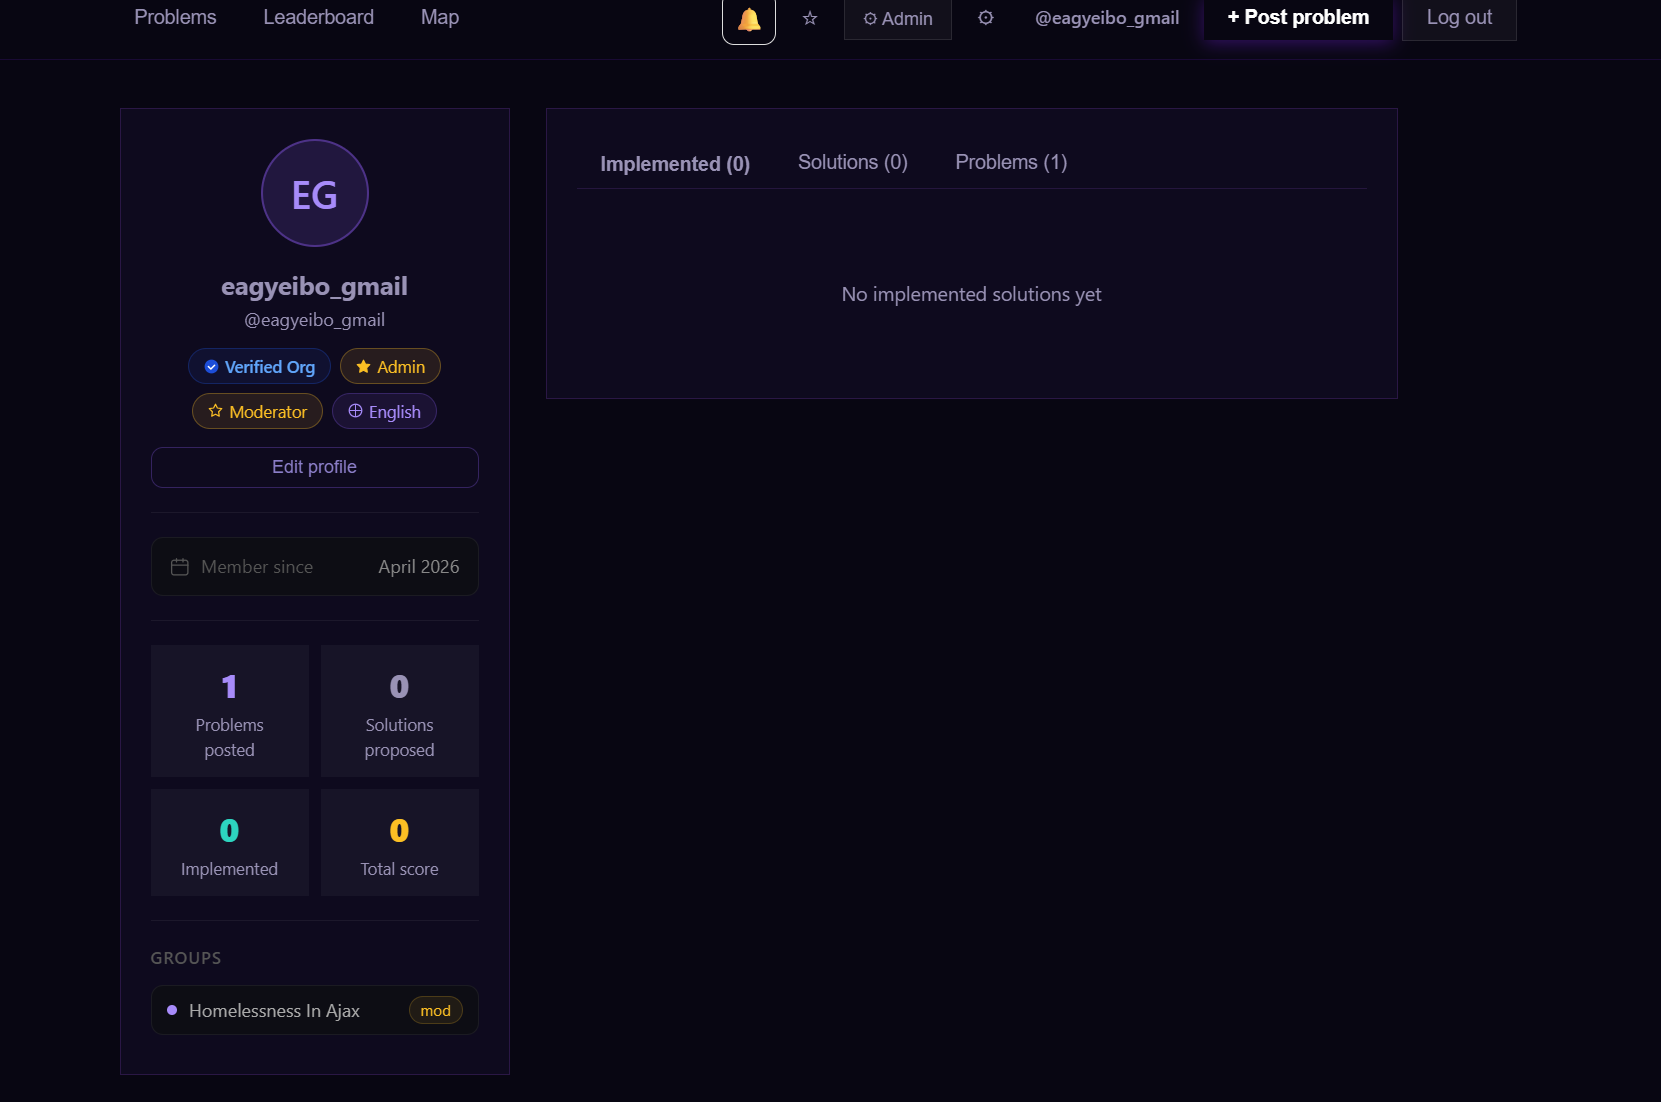 Problems
Leaderboard
Map
Admin
@eagyeibo_gmail
+ Post problem
Log out
EG
eagyeibo_gmail
@eagyeibo_gmail
Verified Org
Admin
Moderator
English
Edit profile
Member since
April 2026
1
Problems
posted
0
Solutions
proposed
0
Implemented
0
Total score
GROUPS
Homelessness In Ajax
mod
Implemented (0)
Solutions (0)
Problems (1)
No implemented solutions yet